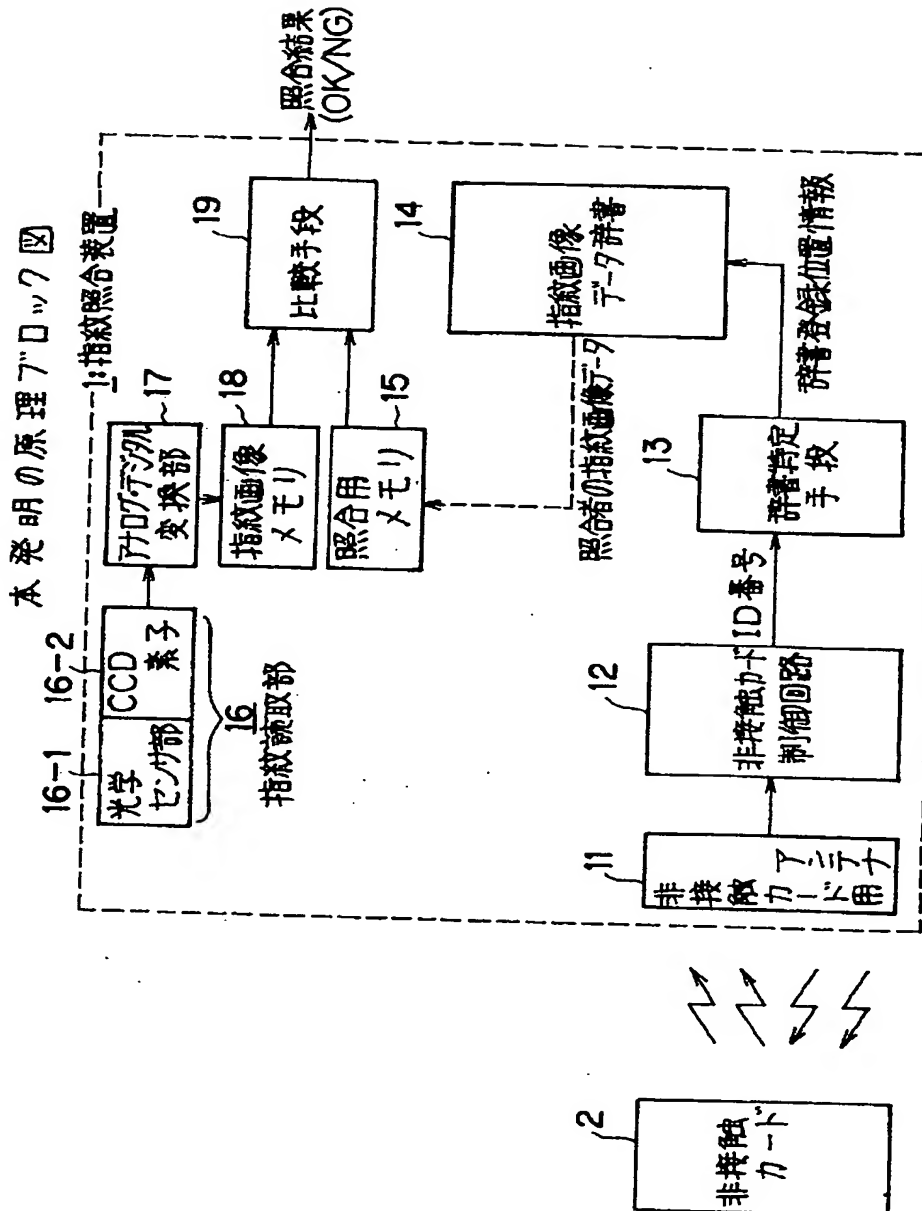 本発明の原理ブロック図
1:指紋照合装置
16-1
光学
センサ部
16-2
CCD
素子
16
指紋読取部
17
アナログ・デジタル
変換部
18
指紋画像
メモリ
15
照合用
メモリ
19
比較手段
照合結果
(OK/NG)
14
指紋画像
データ辞書
照合者の指紋画像データ
辞書登録位置情報
13
辞書特定
手段
ID番号
12
非接触カード
制御回路
11
非接触カード用
アンテナ
2
非接触
カード